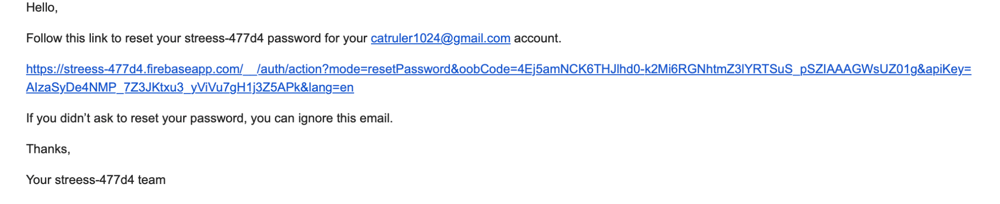 Hello,
Follow this link to reset your streess-477d4 password for your catruler1024@gmail.com account.
https://streess-477d4.firebaseapp.com/__/auth/action?mode=resetPassword&oobCode=4Ej5amNCK6THJlhd0-k2Mi6RGNhtmZ3lYRTSuS_pSZIAAAGWsUZ01g&apiKey=
AIzaSyDe4NMP_7Z3JKtxu3_yViVu7gH1j3Z5APk&lang=en
If you didn’t ask to reset your password, you can ignore this email.
Thanks,
Your streess-477d4 team